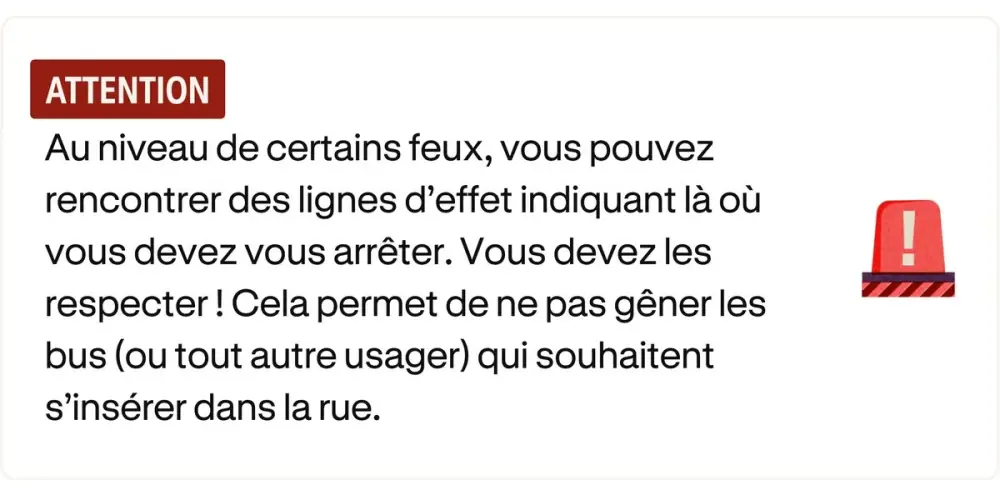 ATTENTION
Au niveau de certains feux, vous pouvez
rencontrer des lignes d’effet indiquant là où
vous devez vous arrêter. Vous devez les
respecter ! Cela permet de ne pas gêner les
bus (ou tout autre usager) qui souhaitent
s’insérer dans la rue.
!